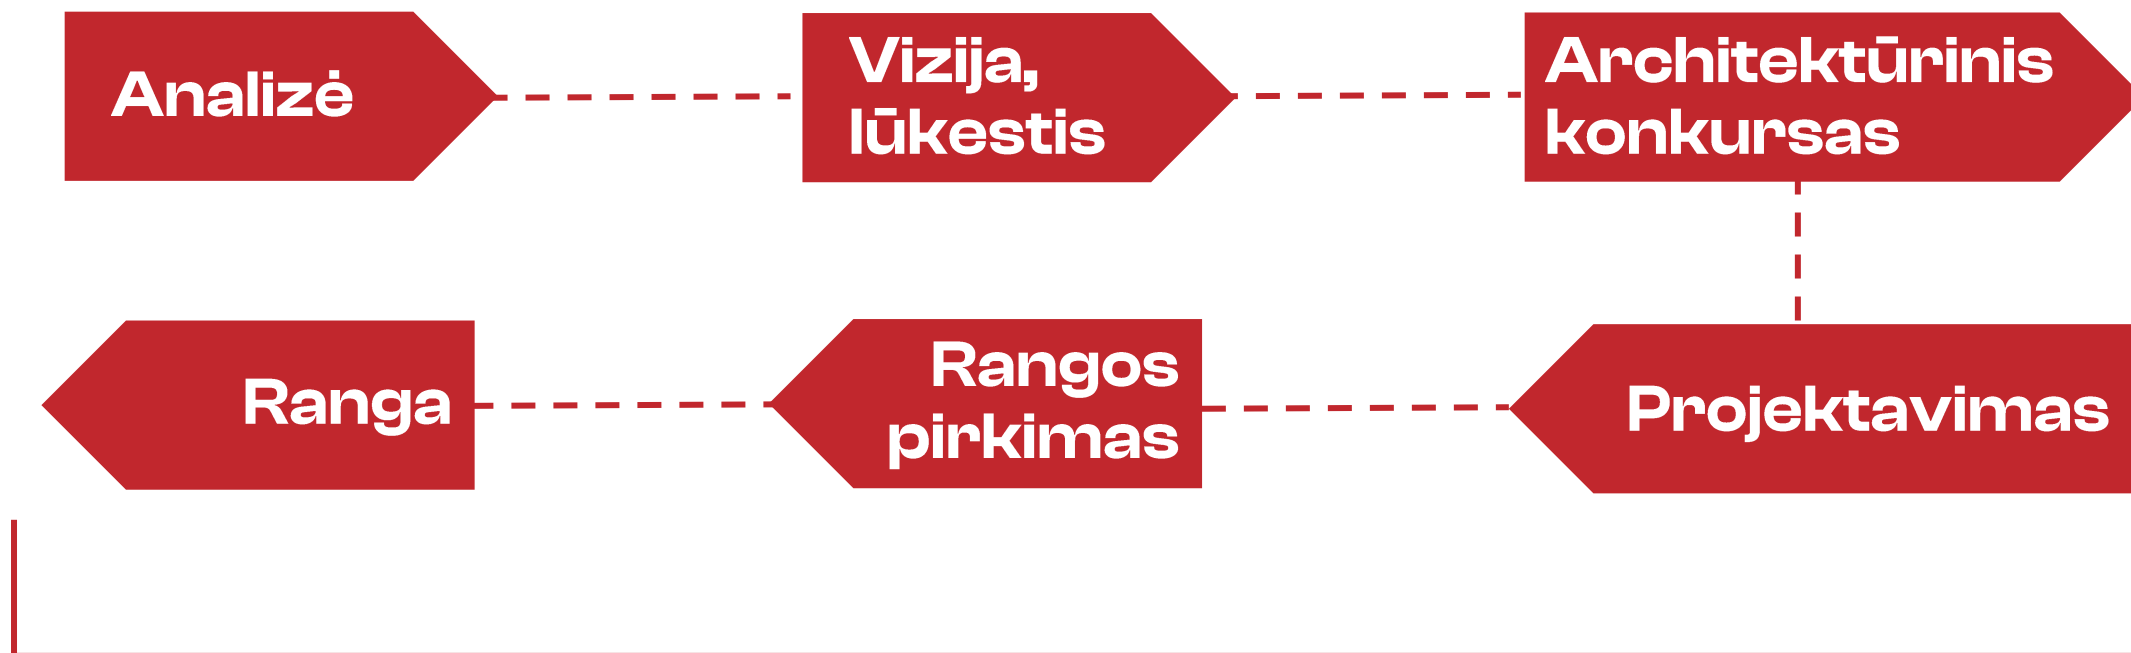 Analizė
Vizija,
lūkestis
Architektūrinis
konkursas
Ranga
Rangos
pirkimas
Projektavimas